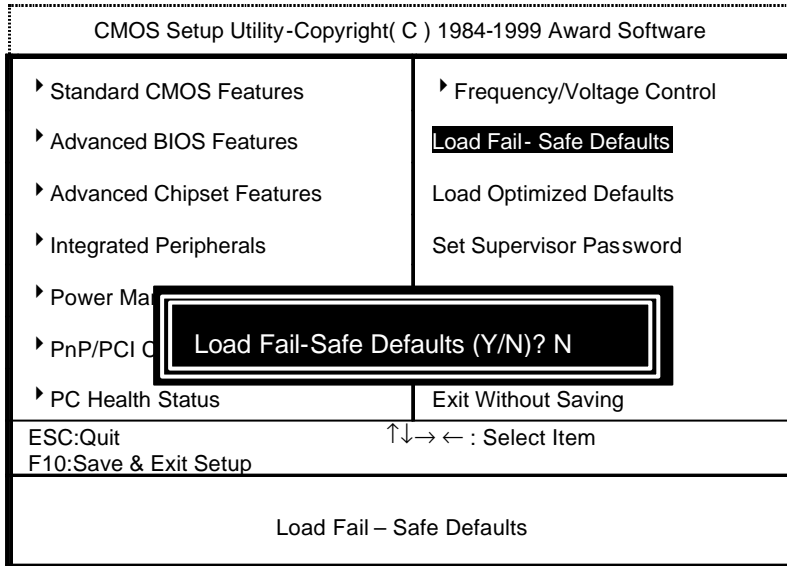 CMOS Setup Utility-Copyright( C ) 1984-1999 Award Software
Standard CMOS Features
Advanced BIOS Features
Advanced Chipset Features
Integrated Peripherals
Power Mar
PnP/PCI C
PC Health Status
Frequency/Voltage Control
Load Fail- Safe Defaults
Load Optimized Defaults
Set Supervisor Password
Exit Without Saving
Load Fail-Safe Defaults (Y/N)? N
ESC:Quit ↑↓→ ← : Select Item
F10:Save & Exit Setup
Load Fail – Safe Defaults